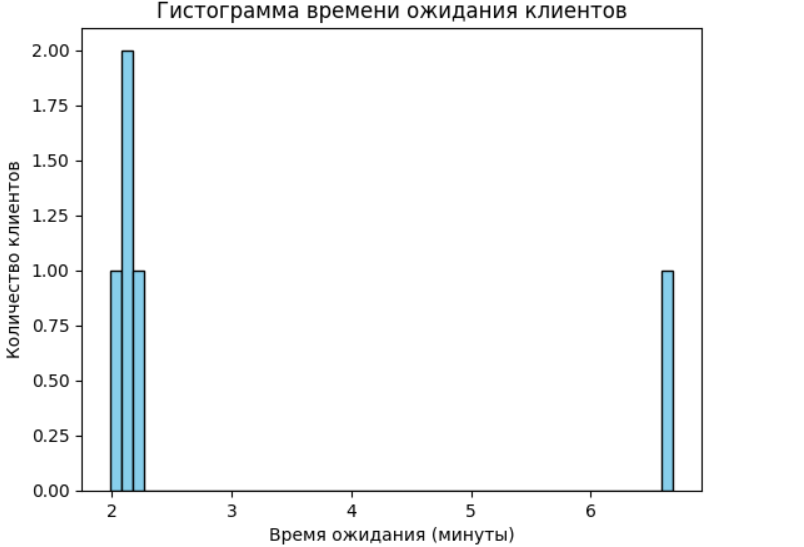 Гистограмма времени ожидания клиентов
Количество клиентов
2.00
1.75
1.50
1.25
1.00
0.75
0.50
0.25
0.00
2 3 4 5 6
Время ожидания (минуты)